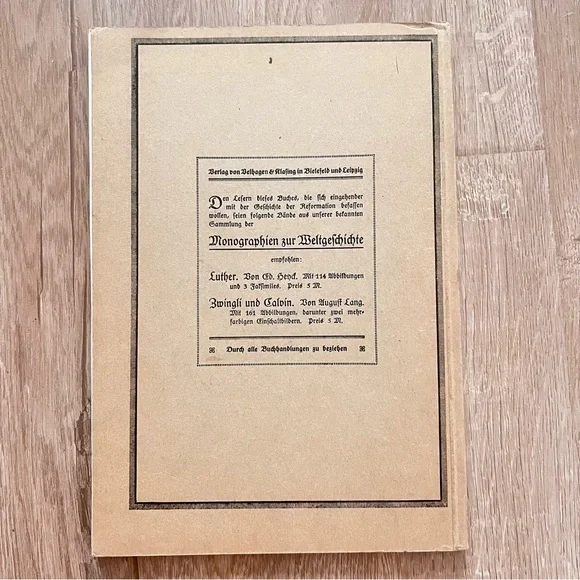 Verlag von Velhagen & Klasing in Bielefeld und Leipzig
Den Lesern dieses Buches, die sich eingehender
mit der Geschichte der Reformation befassen
wollen, seien folgende Bände aus unserer bekannten
Sammlung der
Monographien zur Weltgeschichte
empfohlen:
Luther. Von Ed. Heyck. Mit 114 Abbildungen
und 3 Faksimiles. Preis 5 M.
Zwingli und Calvin. Von August Lang.
Mit 161 Abbildungen, darunter zwei mehr-
farbigen Einschaltbildern. Preis 5 M.
Durch alle Buchhandlungen zu beziehen